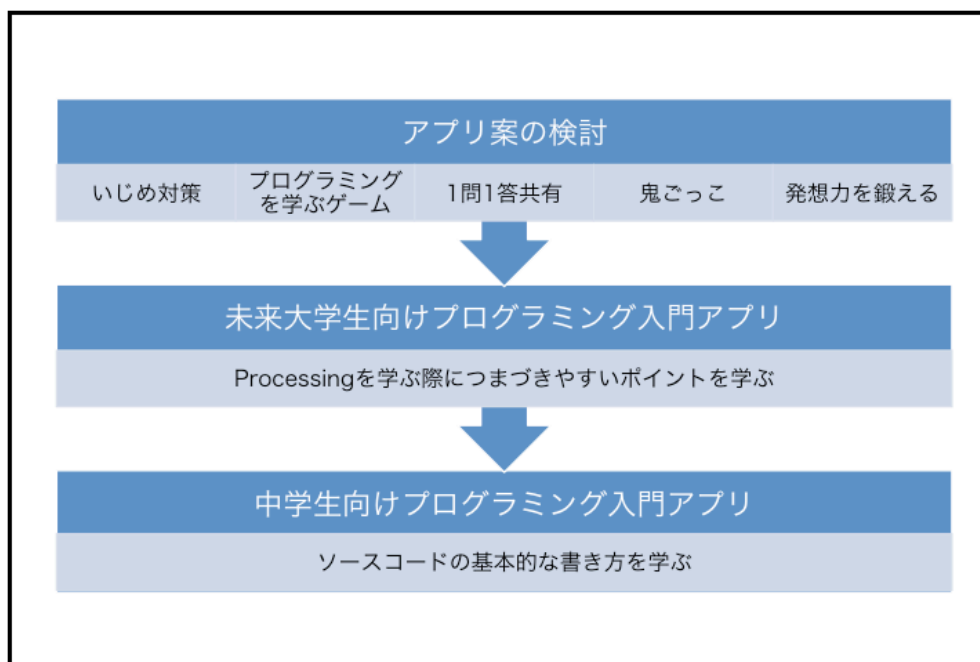 アプリ案の検討
いじめ対策
プログラミング
を学ぶゲーム
1問1答共有
鬼ごっこ
発想力を鍛える
未来大学生向けプログラミング入門アプリ
Processingを学ぶ際につまづきやすいポイントを学ぶ
中学生向けプログラミング入門アプリ
ソースコードの基本的な書き方を学ぶ